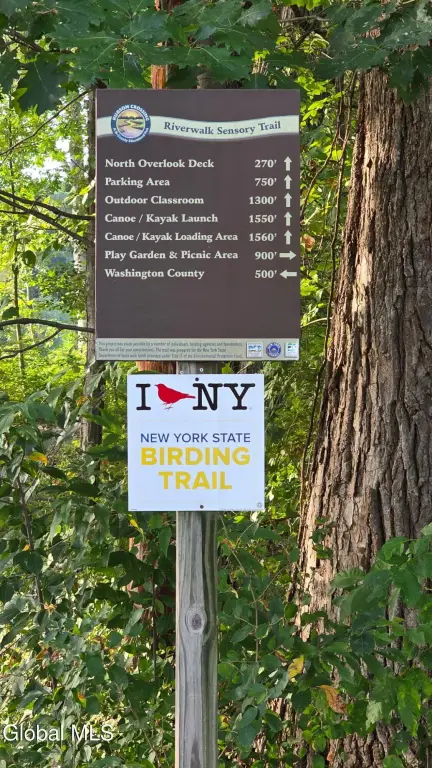 HUDSON CROSSING
Riverwalk Sensory Trail
North Overlook Deck 270' ↑
Parking Area 750' ↑
Outdoor Classroom 1300' ↑
Canoe / Kayak Launch 1550' ↑
Canoe / Kayak Loading Area 1560' ↑
Play Garden & Picnic Area 900' →
Washington County 500' ←
I NY
NEW YORK STATE
BIRDING
TRAIL
Global MLS